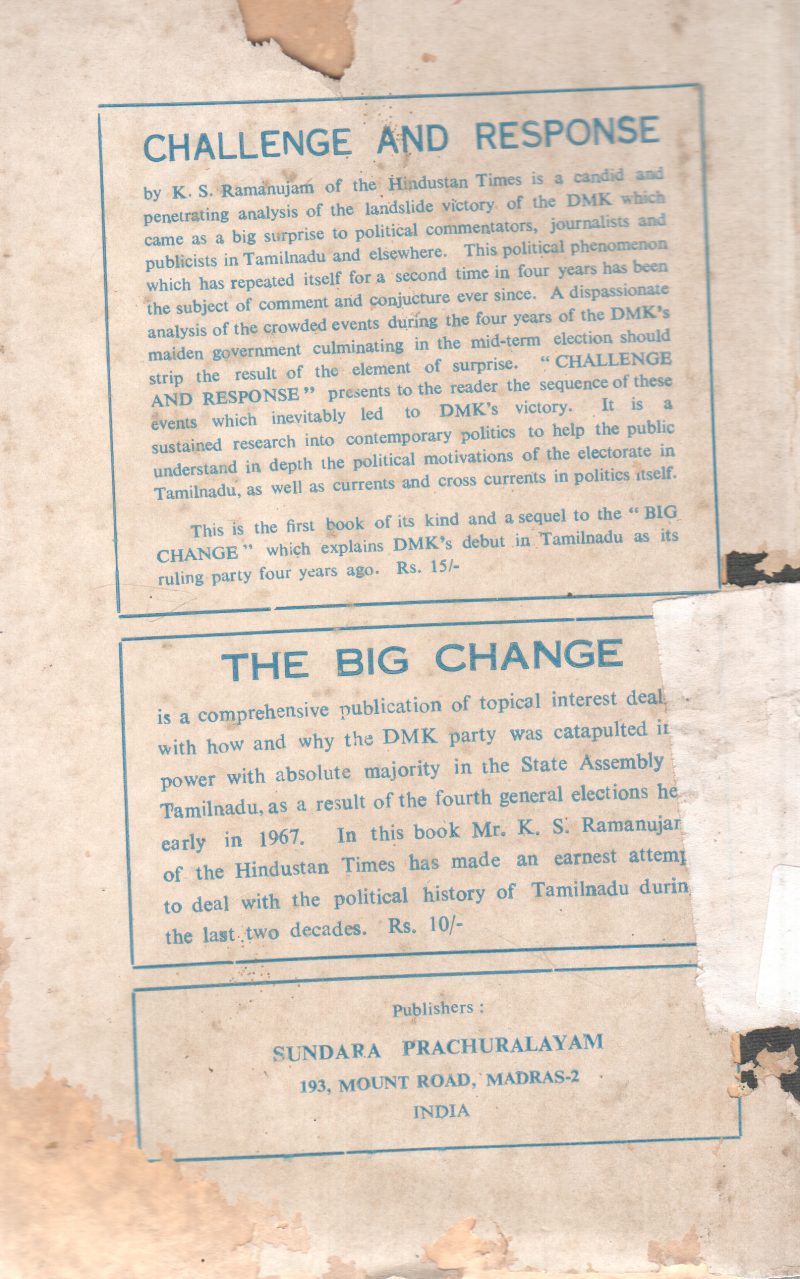 CHALLENGE AND RESPONSE
by K. S. Ramanujam of the Hindustan Times is a candid and
penetrating analysis of the landslide victory of the DMK which
came as a big surprise to political commentators, journalists and
publicists in Tamilnadu and elsewhere. This political phenomenon
which has repeated itself for a second time in four years has been
the subject of comment and conjucture ever since. A dispassionate
analysis of the crowded events during the four years of the DMK's
maiden government culminating in the mid-term election should
strip the result of the element of surprise. "CHALLENGE
AND RESPONSE" presents to the reader the sequence of these
events which inevitably led to DMK's victory. It is a
sustained research into contemporary politics to help the public
understand in depth the political motivations of the electorate in
Tamilnadu, as well as currents and cross currents in politics itself.
This is the first book of its kind and a sequel to the "BIG
CHANGE" which explains DMK's debut in Tamilnadu as its
ruling party four years ago. Rs. 15/-
THE BIG CHANGE
is a comprehensive publication of topical interest deal
with how and why the DMK party was catapulted i
power with absolute majority in the State Assembly
Tamilnadu, as a result of the fourth general elections he
early in 1967. In this book Mr. K. S. Ramanujam
of the Hindustan Times has made an earnest attemp
to deal with the political history of Tamilnadu durin
the last two decades. Rs. 10/-
Publishers :
SUNDARA PRACHURALAYAM
193, MOUNT ROAD, MADRAS-2
INDIA